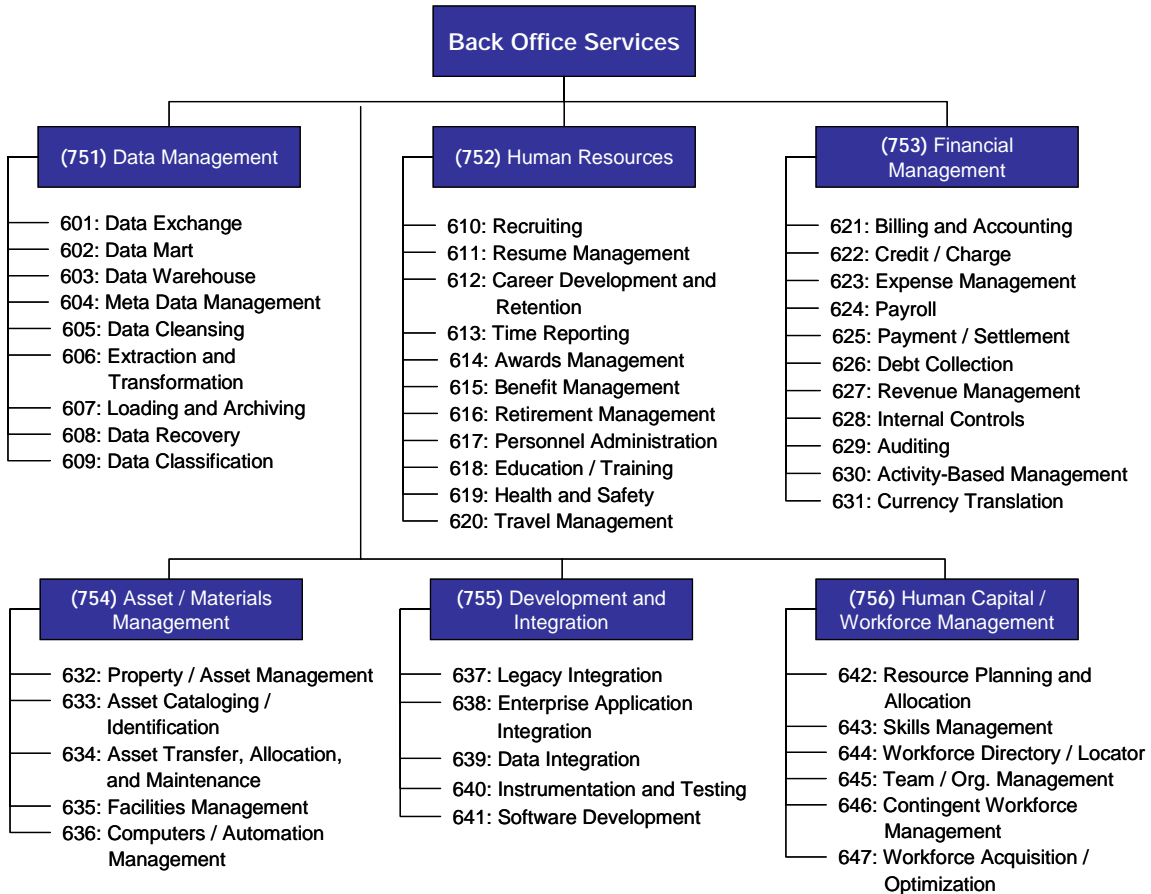 Back Office Services
(751) Data Management
601: Data Exchange
602: Data Mart
603: Data Warehouse
604: Meta Data Management
605: Data Cleansing
606: Extraction and
Transformation
607: Loading and Archiving
608: Data Recovery
609: Data Classification
(752) Human Resources
610: Recruiting
611: Resume Management
612: Career Development and
Retention
613: Time Reporting
614: Awards Management
615: Benefit Management
616: Retirement Management
617: Personnel Administration
618: Education / Training
619: Health and Safety
620: Travel Management
(753) Financial
Management
621: Billing and Accounting
622: Credit / Charge
623: Expense Management
624: Payroll
625: Payment / Settlement
626: Debt Collection
627: Revenue Management
628: Internal Controls
629: Auditing
630: Activity-Based Management
631: Currency Translation
(754) Asset / Materials
Management
632: Property / Asset Management
633: Asset Cataloging /
Identification
634: Asset Transfer, Allocation,
and Maintenance
635: Facilities Management
636: Computers / Automation
Management
(755) Development and
Integration
637: Legacy Integration
638: Enterprise Application
Integration
639: Data Integration
640: Instrumentation and Testing
641: Software Development
(756) Human Capital /
Workforce Management
642: Resource Planning and
Allocation
643: Skills Management
644: Workforce Directory / Locator
645: Team / Org. Management
646: Contingent Workforce
Management
647: Workforce Acquisition /
Optimization